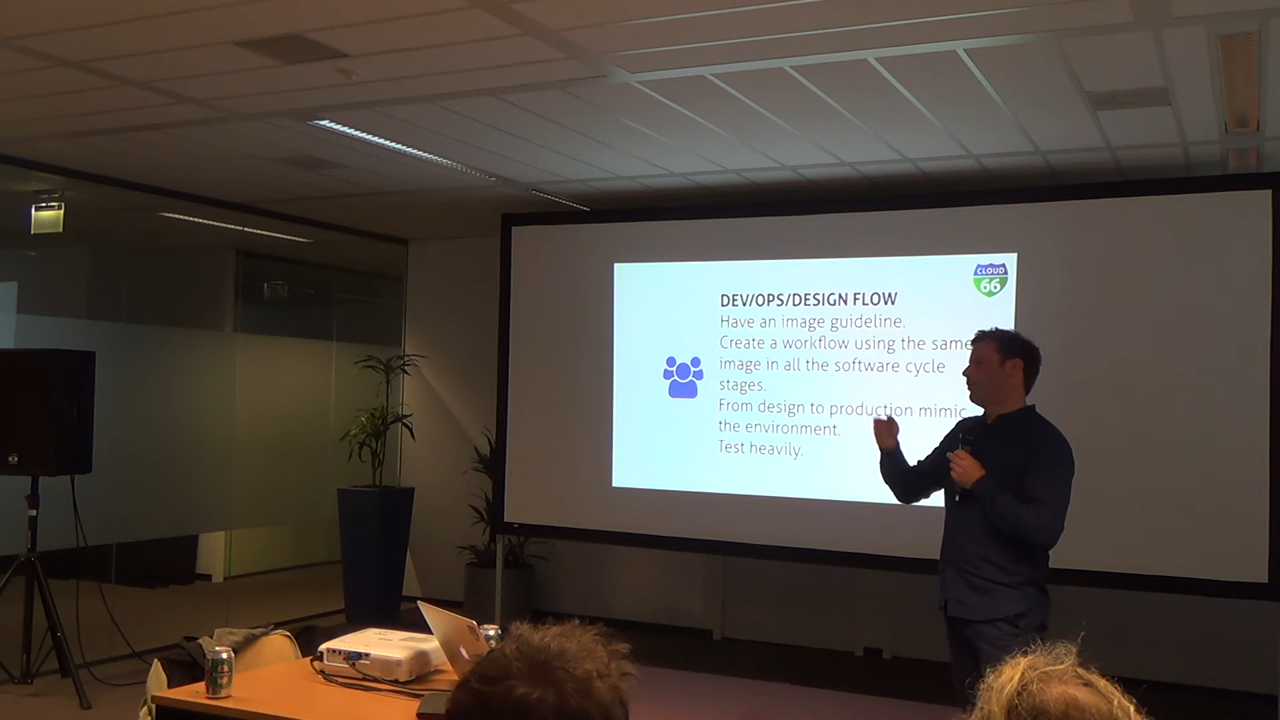 CLOUD
66
DEV/OPS/DESIGN FLOW
Have an image guideline.
Create a workflow using the same
image in all the software cycle
stages.
From design to production mimic
the environment.
Test heavily.